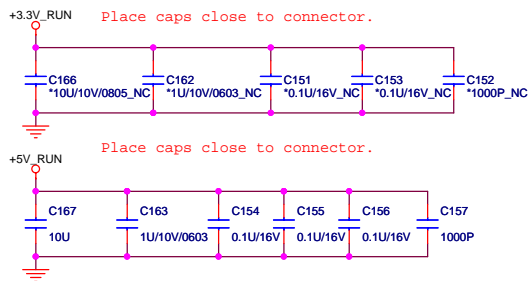 +3.3V_RUN
Place caps close to connector.
C166
*10U/10V/0805_NC
C162
*1U/10V/0603_NC
C151
*0.1U/16V_NC
C153
*0.1U/16V_NC
C152
*1000P_NC
+5V_RUN
Place caps close to connector.
C167
10U
C163
1U/10V/0603
C154
0.1U/16V
C155
0.1U/16V
C156
0.1U/16V
C157
1000P